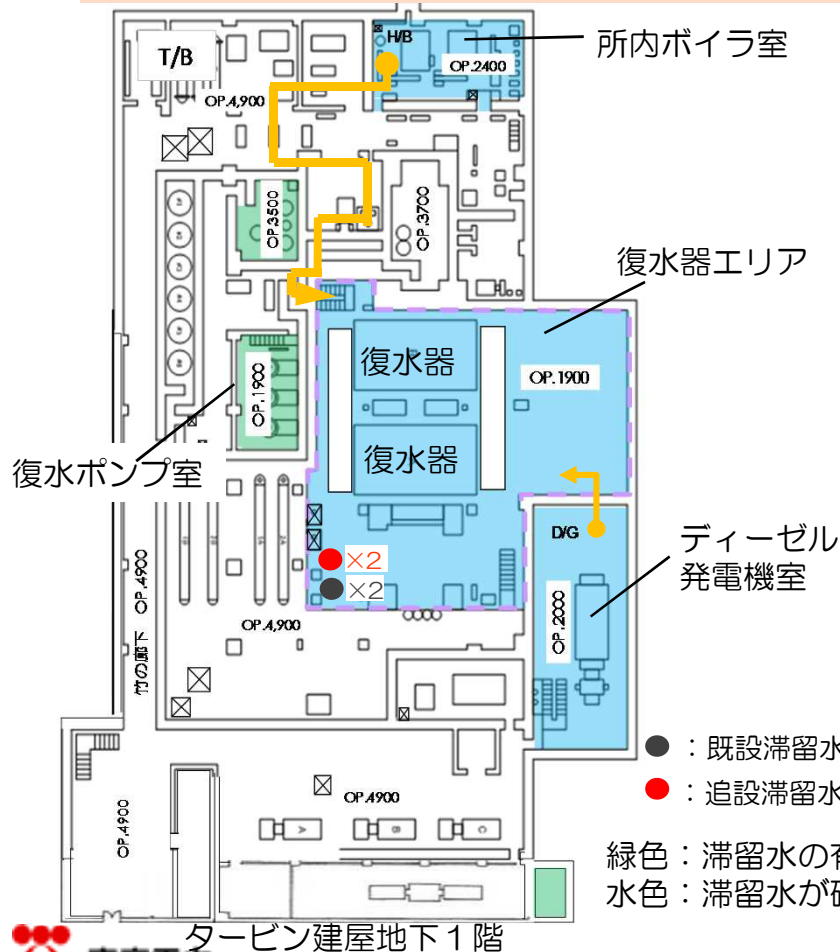 T/B
H/B
OP.2400
所内ボイラ室
OP.4,900
OP.3500
OP.3700
復水器エリア
復水器
OP.1900
OP.1900
復水器
復水ポンプ室
D/G
ディーゼル
発電機室
×2
×2
OP.2000
OP.4,900
竹の廊下 OP.4900
● :既設滞留水
● :追設滞留水
OP.4900
OP.4900
A
B
C
緑色:滞留水の
水色:滞留水が
タービン建屋地下1階